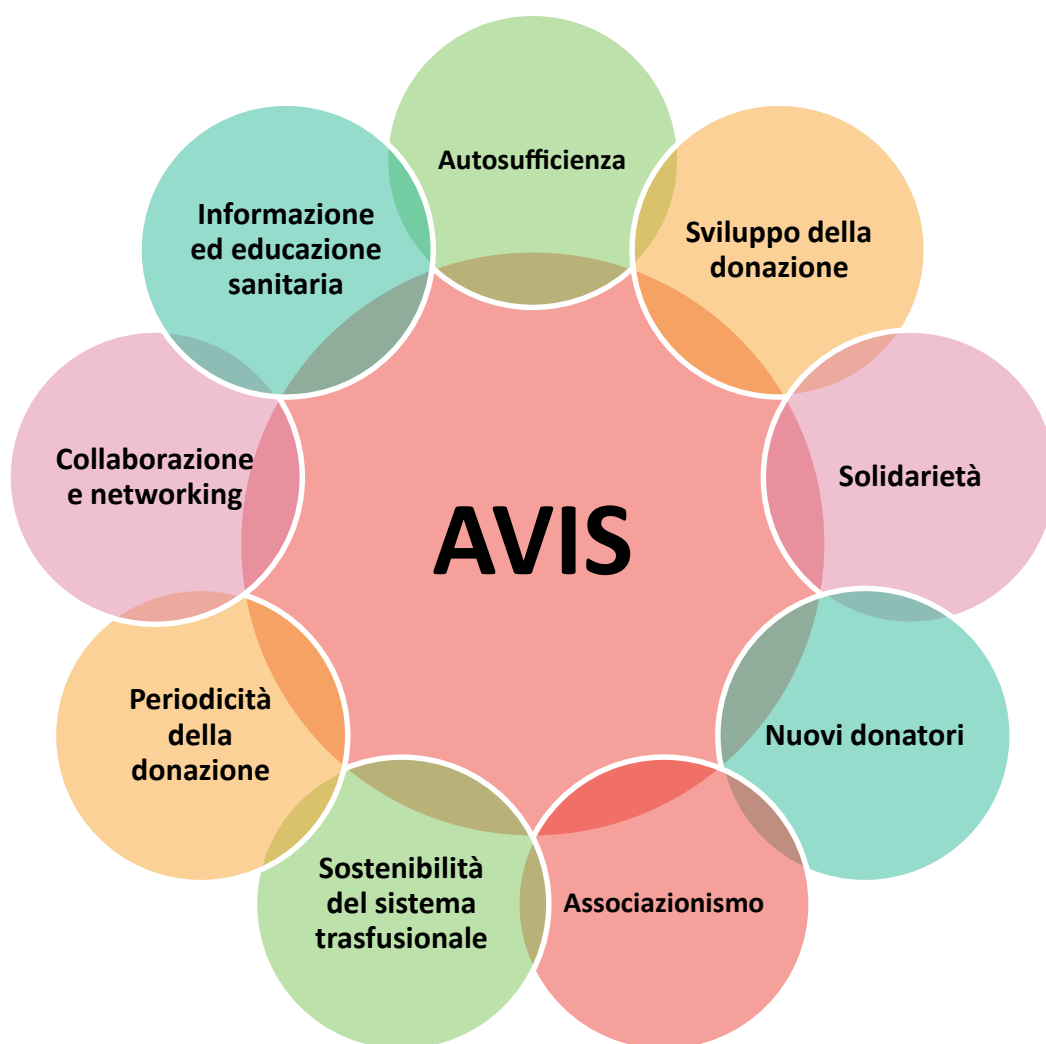 Autosufficienza
Sviluppo della
donazione
Solidarietà
Nuovi donatori
Associazionismo
Sostenibilità
del sistema
trasfusionale
Periodicità
della
donazione
Collaborazione
e networking
Informazione
ed educazione
sanitaria
AVIS